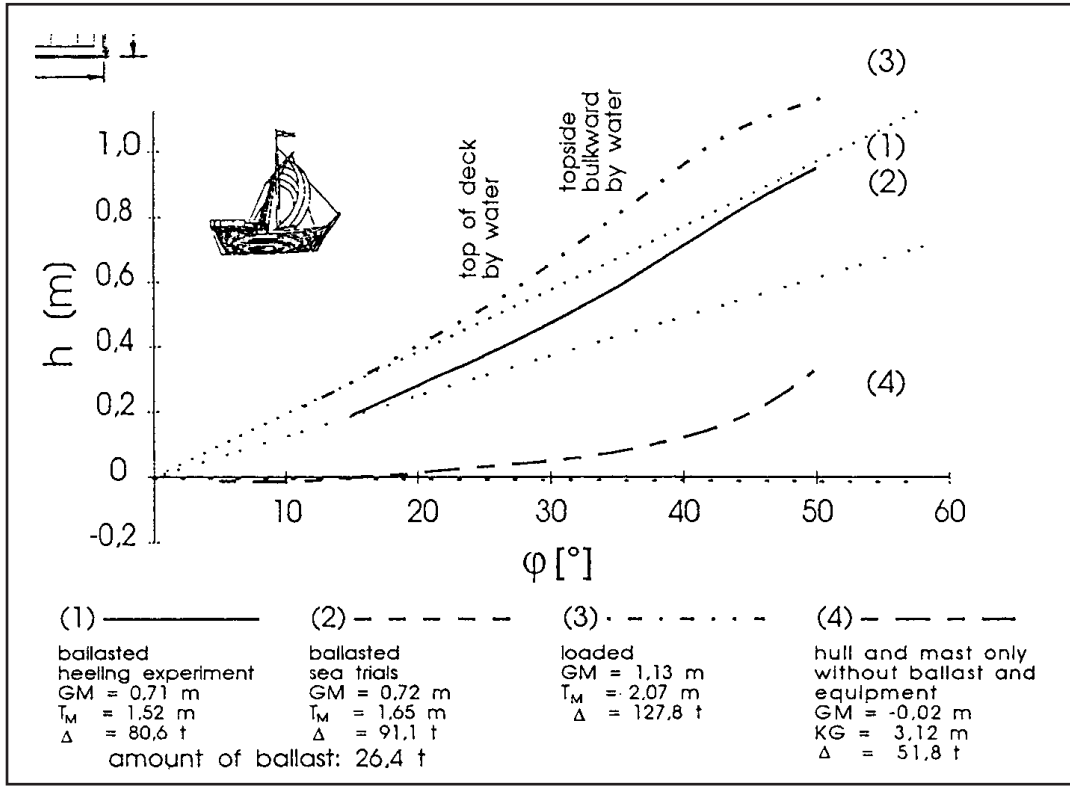 (3)
topside
bulkward
by water
top of deck
by water
(1)
(2)
(4)
h (m)
1,0
0,8
0,6
0,4
0,2
0
-0,2
10
20
30
40
50
60
φ [°]
(1)
ballasted
heeling experiment
GM = 0,71 m
TM = 1,52 m
Δ = 80,6 t
(2)
ballasted
sea trials
GM = 0,72 m
TM = 1,65 m
Δ = 91,1 t
amount of ballast: 26,4 t
(3)
loaded
GM = 1,13 m
TM = 2,07 m
Δ = 127,8 t
(4)
hull and mast only
without ballast and
equipment
GM = -0,02 m
KG = 3,12 m
Δ = 51,8 t